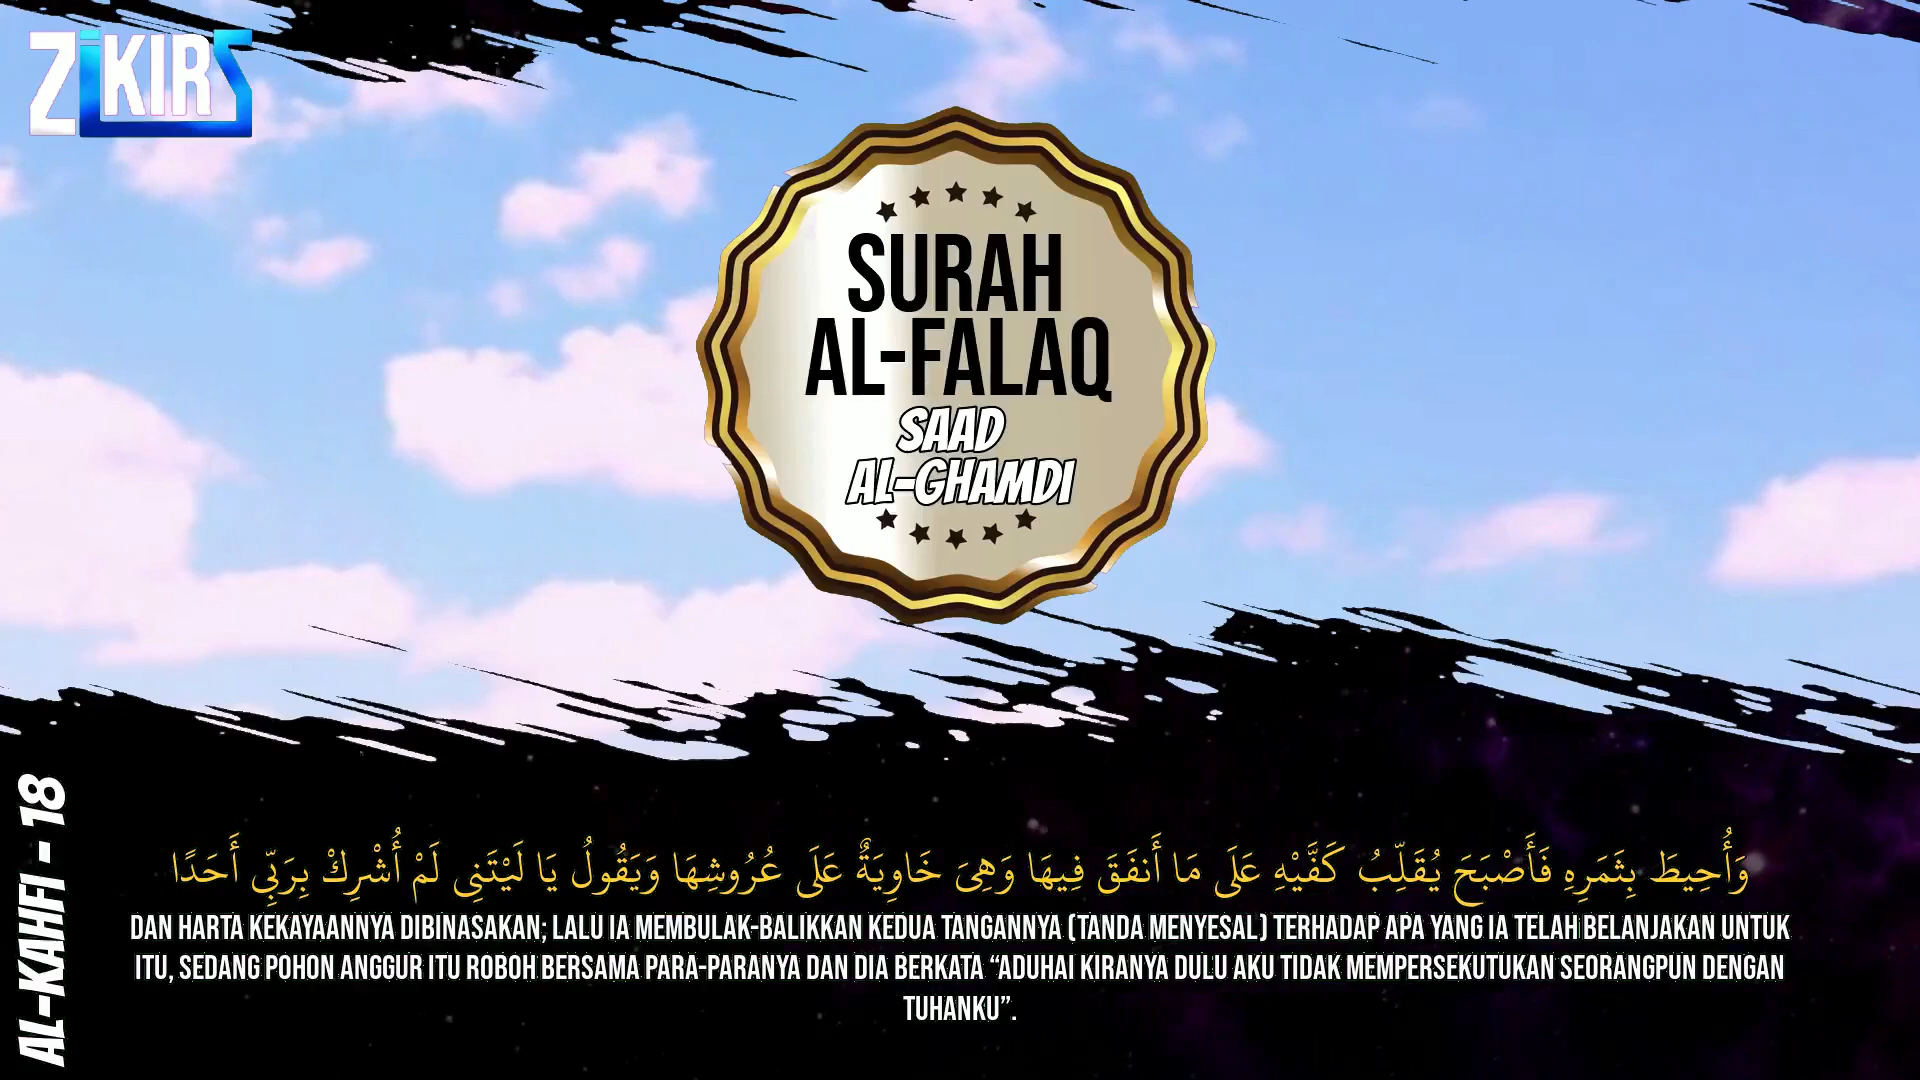 ZIKIRS
SURAH
AL-FALAQ
SAAD
AL-GHAMDI
AL-KAHFI - 18
وَأُحِيطَ بِثَمَرِهِ فَأَصْبَحَ يُقَلِّبُ كَفَّيْهِ عَلَى مَا أَنفَقَ فِيهَا وَهِىَ خَاوِيَةٌ عَلَى عُرُوشِهَا وَيَقُولُ يَا لَيْتَنِى لَمْ أُشْرِكْ بِرَبِّى أَحَدًا
DAN HARTA KEKAYAANNYA DIBINASAKAN; LALU IA MEMBULAK-BALIKKAN KEDUA TANGANNYA (TANDA MENYESAL) TERHADAP APA YANG IA TELAH BELANJAKAN UNTUK
ITU, SEDANG POHON ANGGUR ITU ROBOH BERSAMA PARA-PARANYA DAN DIA BERKATA “ADUHAI KIRANYA DULU AKU TIDAK MEMPERSEKUTUKAN SEORANGPUN DENGAN
TUHANKU”.